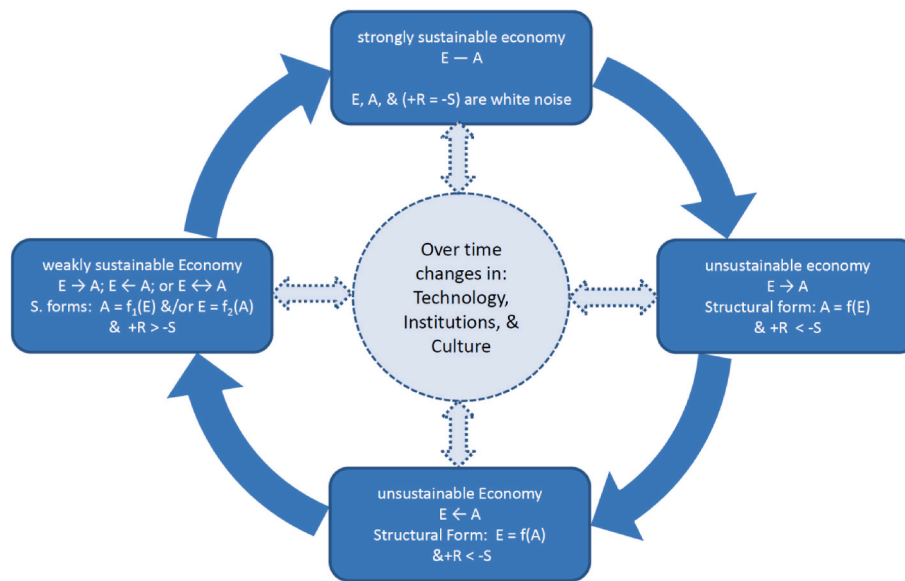 strongly sustainable economy
E — A
E, A, & (+R = -S) are white noise
weakly sustainable Economy
E → A; E ← A; or E ↔ A
S. forms: A = f₁(E) &/or E = f₂(A)
& +R > -S
Over time
changes in:
Technology,
Institutions, &
Culture
unsustainable economy
E → A
Structural form: A = f(E)
& +R < -S
unsustainable Economy
E ← A
Structural Form: E = f(A)
&+R < -S